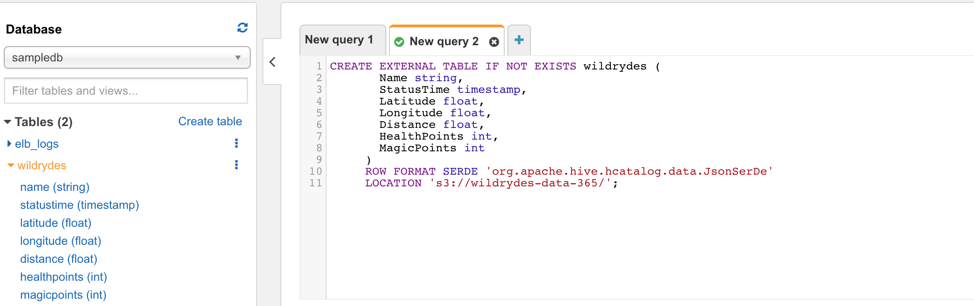 Database
sampledb
Filter tables and views...
Tables (2)
Create table
elb_logs
wildrydes
name (string)
statustime (timestamp)
latitude (float)
longitude (float)
distance (float)
healthpoints (int)
magicpoints (int)
New query 1
New query 2
+
1 CREATE EXTERNAL TABLE IF NOT EXISTS wildrydes (
2 Name string,
3 StatusTime timestamp,
4 Latitude float,
5 Longitude float,
6 Distance float,
7 HealthPoints int,
8 MagicPoints int
9 )
10 ROW FORMAT SERDE 'org.apache.hive.hcatalog.data.JsonSerDe'
11 LOCATION 's3://wildrydes-data-365/';